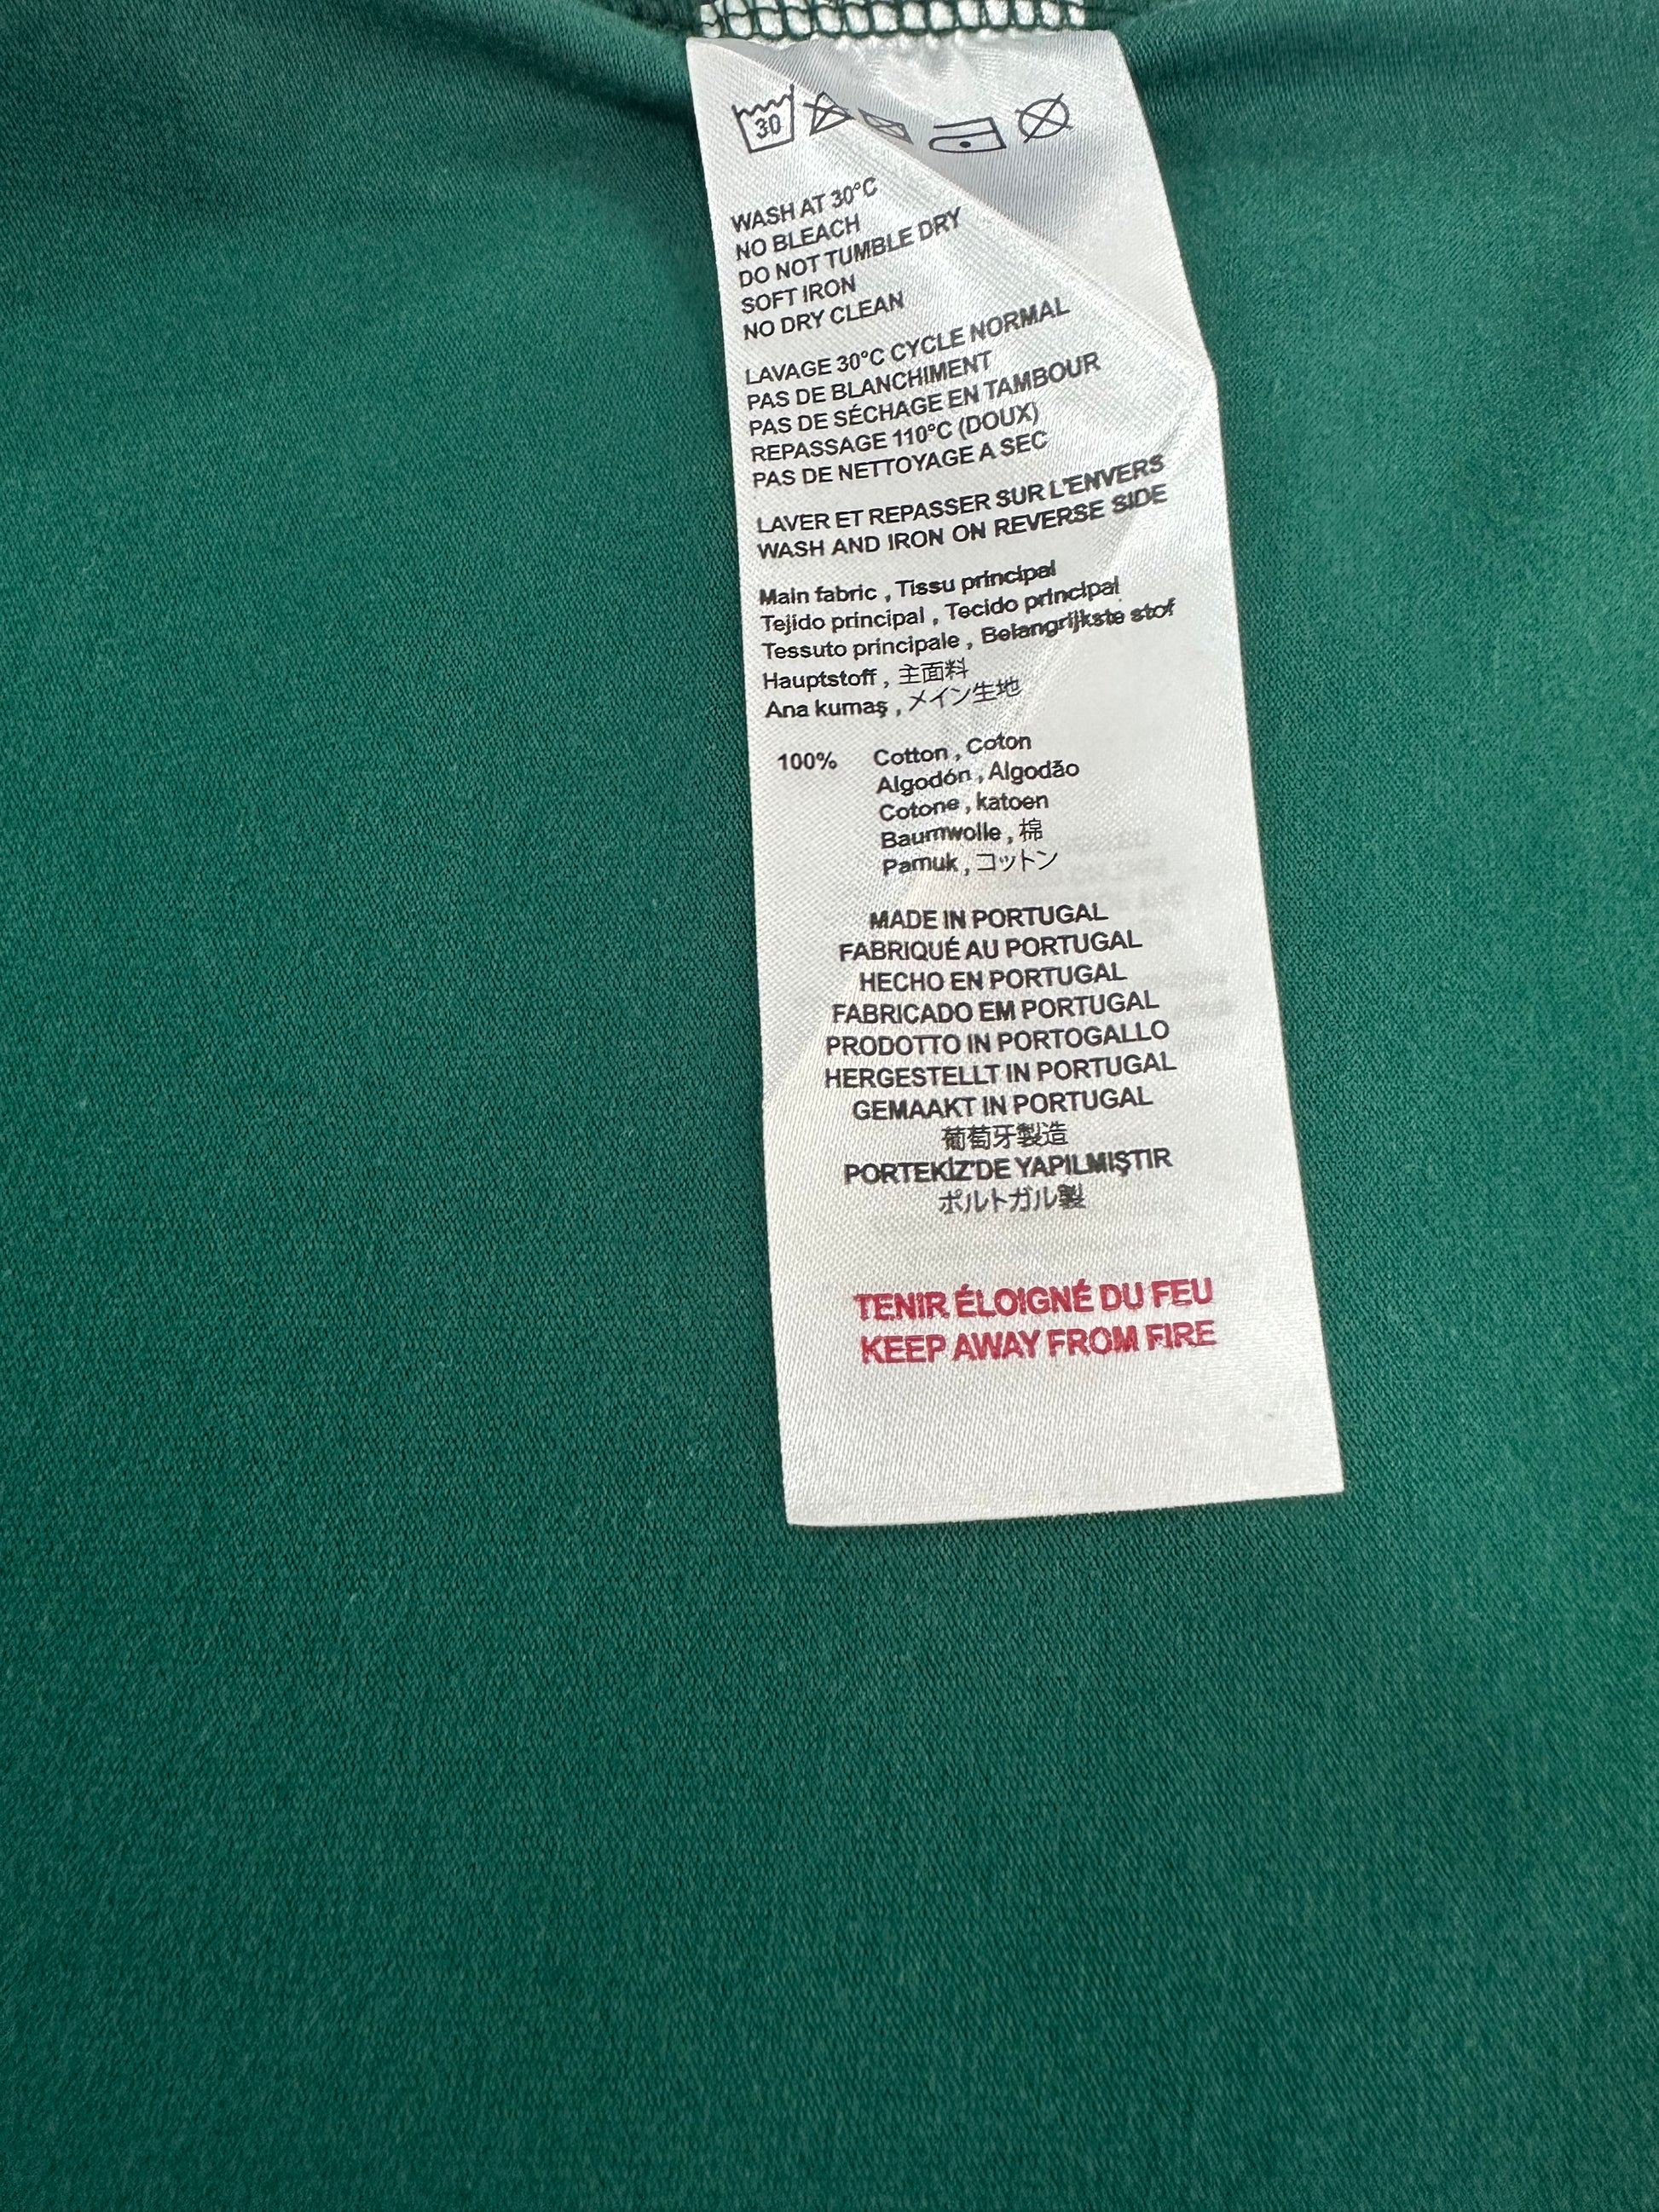 30
WASH AT 30°C
NO BLEACH
DO NOT TUMBLE DRY
SOFT IRON
NO DRY CLEAN
LAVAGE 30°C CYCLE NORMAL
PAS DE BLANCHIMENT
PAS DE SÉCHAGE EN TAMBOUR
REPASSAGE 110°C (DOUX)
PAS DE NETTOYAGE A SEC
LAVER ET REPASSER SUR L'ENVERS
WASH AND IRON ON REVERSE SIDE
Main fabric , Tissu principal
Tejido principal , Tecido principal
Tessuto principale , Belangrijkste stof
Hauptstoff , 主面料
Ana kumaş , メイン生地
100% Cotton , Coton
Algodón , Algodão
Cotone , katoen
Baumwolle , 棉
Pamuk , コットン
MADE IN PORTUGAL
FABRIQUÉ AU PORTUGAL
HECHO EN PORTUGAL
FABRICADO EM PORTUGAL
PRODOTTO IN PORTOGALLO
HERGESTELLT IN PORTUGAL
GEMAAKT IN PORTUGAL
葡萄牙製造
PORTEKİZ'DE YAPILMIŞTIR
ポルトガル製
TENIR ÉLOIGNÉ DU FEU
KEEP AWAY FROM FIRE